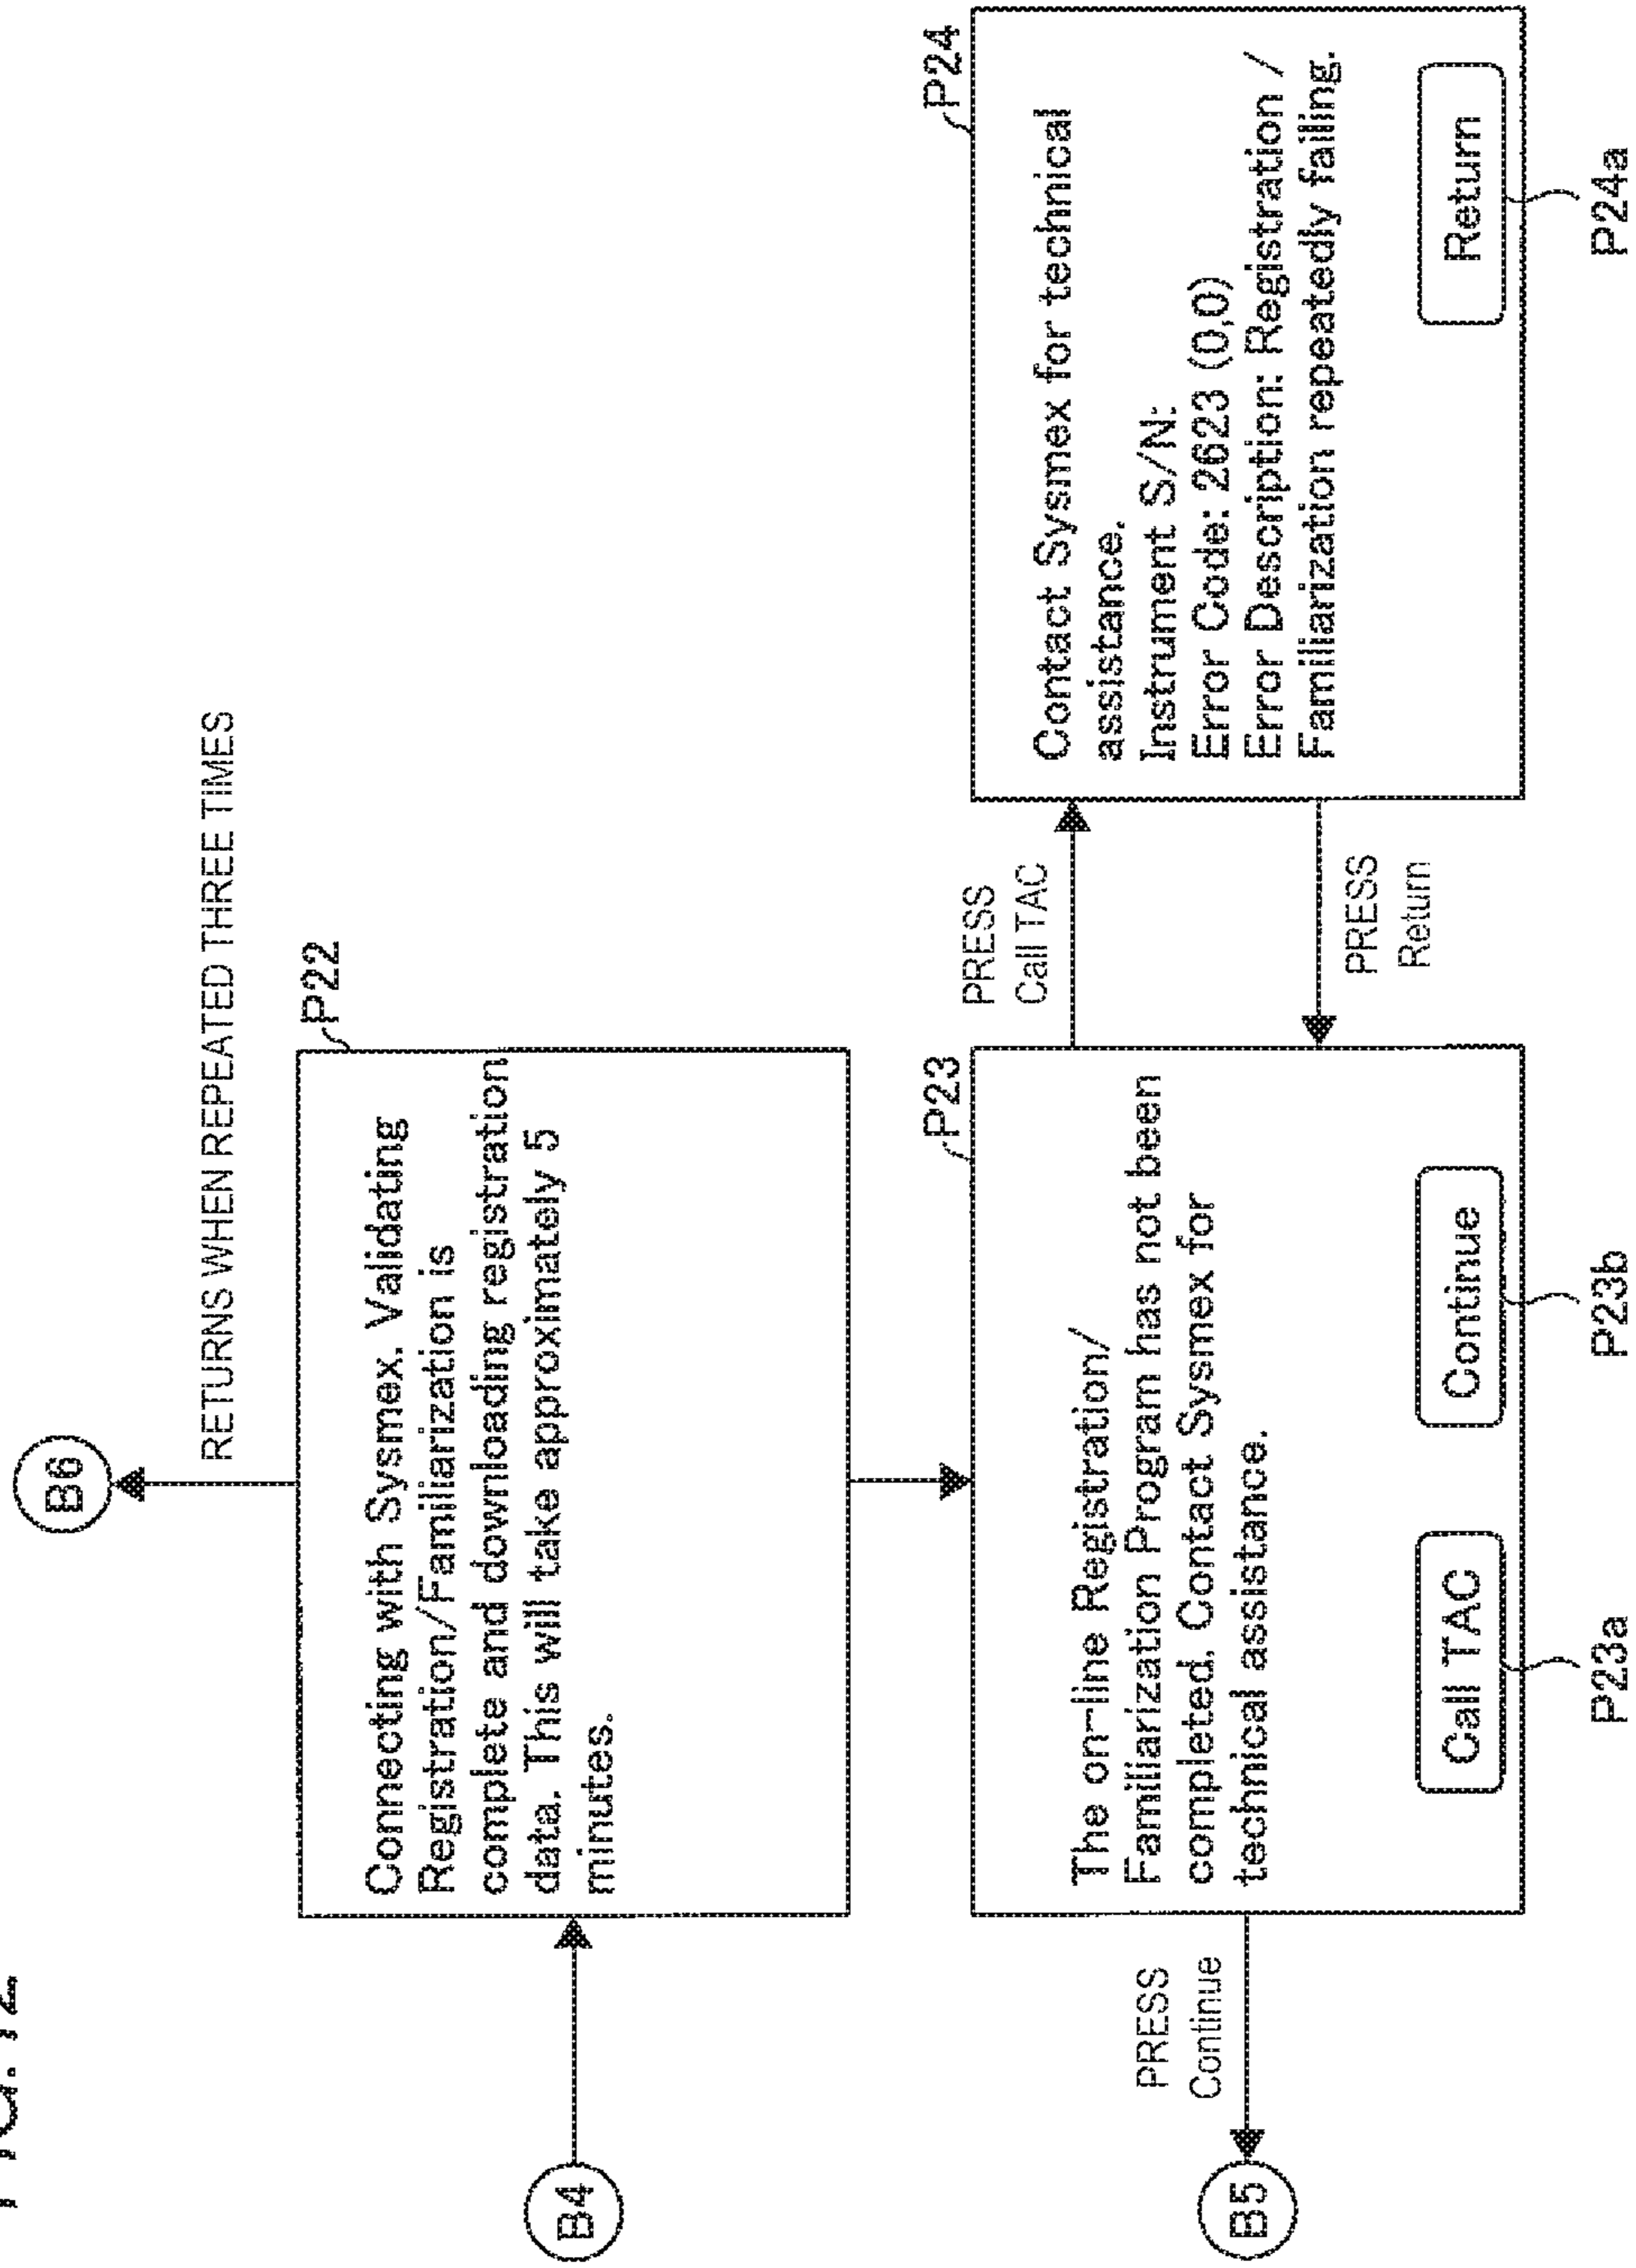 B6
RETURNS WHEN REPEATED THREE TIMES
P22
Connecting with Sysmex. Validating
Registration/Familiarization is
complete and downloading registration
data. This will take approximately 5
minutes.
B4
P23
The on-line Registration/
Familiarization Program has not been
completed. Contact Sysmex for
technical assistance.
Call TAC
Continue
P23a
P23b
PRESS
Continue
B5
PRESS
Call TAC
PRESS
Return
P24
Contact Sysmex for technical
assistance.
Instrument S/N:
Error Code: 2623 (0,0)
Error Description: Registration /
Familiarization repeatedly failing.
Return
P24a